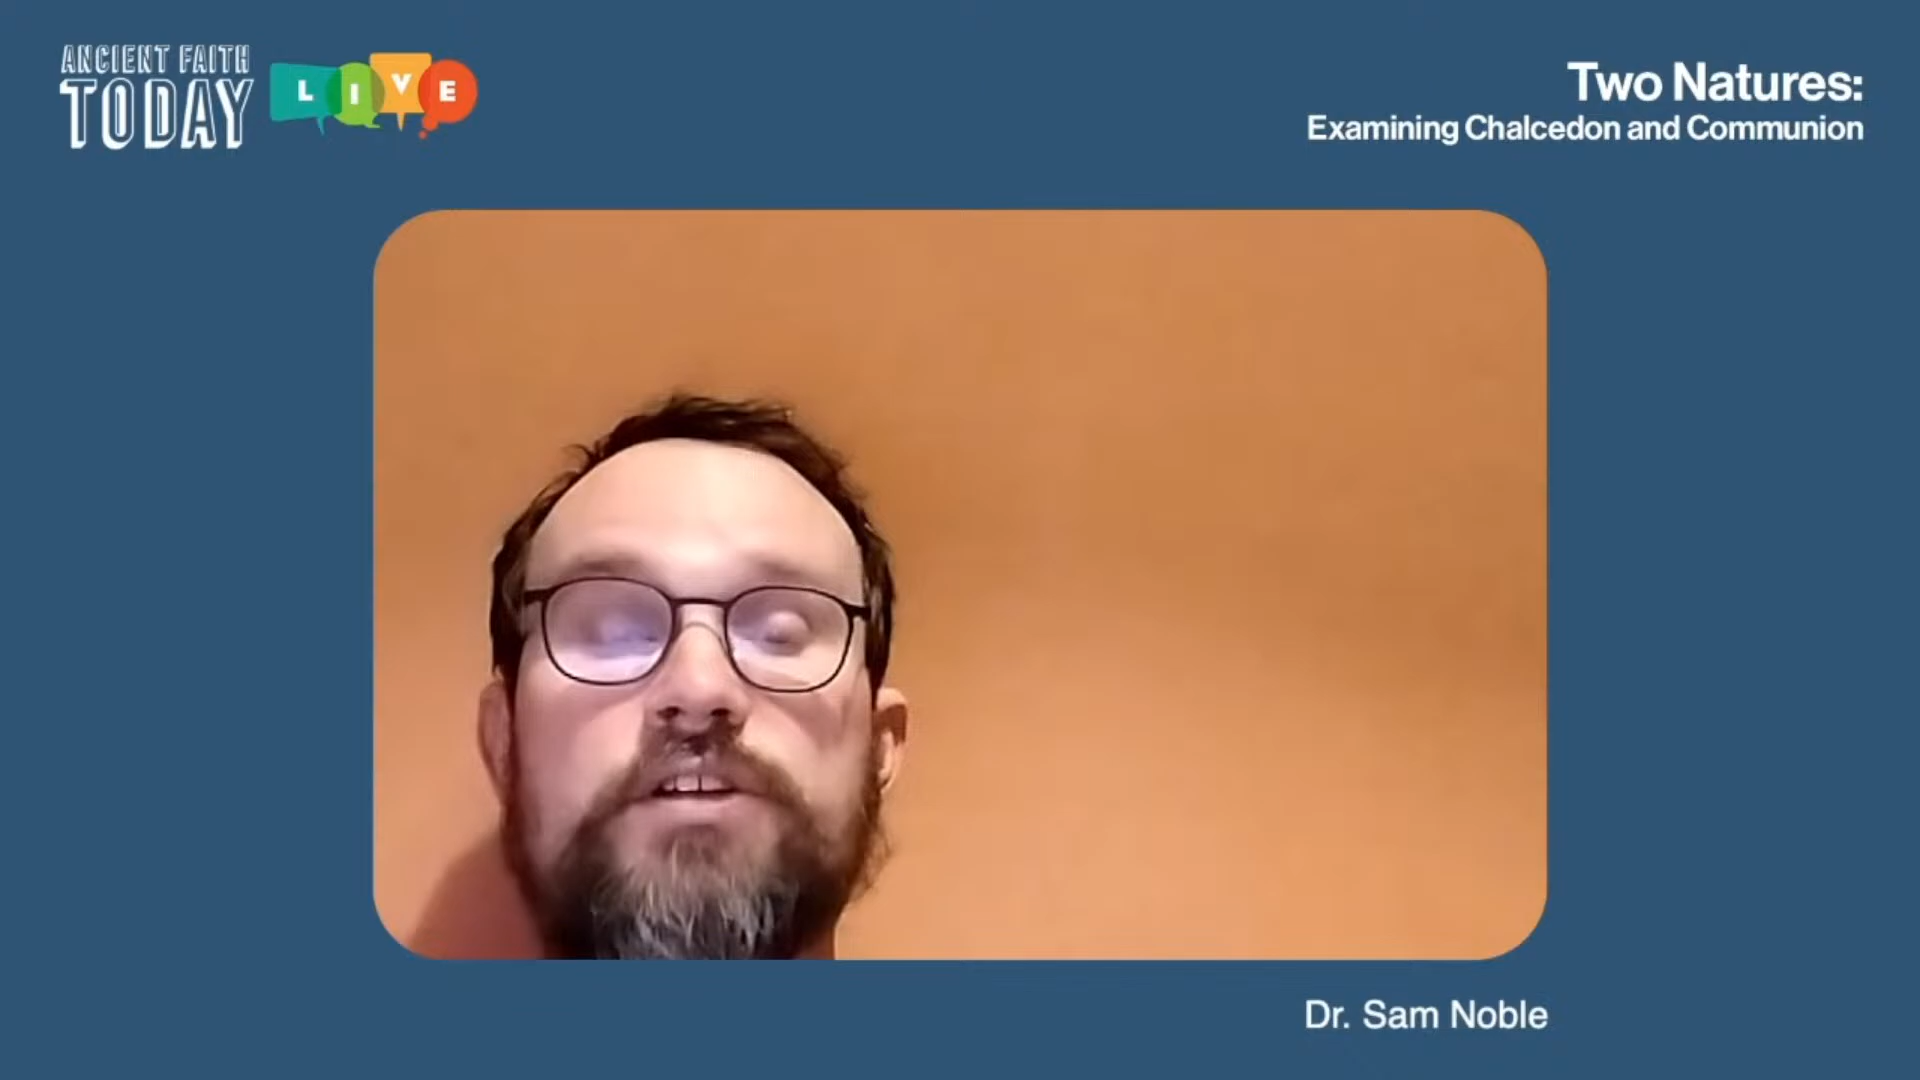 ANCIENT FAITH
TODAY
LIVE
Two Natures:
Examining Chalcedon and Communion
Dr. Sam Noble